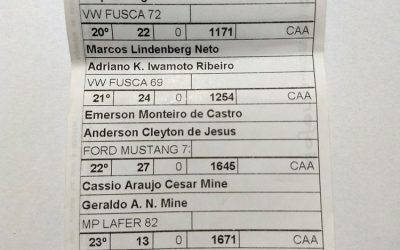 VW FUSCA 72
20º 22 0 1171 CAA
Marcos Lindenberg Neto
Adriano K. Iwamoto Ribeiro
VW FUSCA 69
21º 24 0 1254 CAA
Emerson Monteiro de Castro
Anderson Cleyton de Jesus
FORD MUSTANG 73
22º 27 0 1645 CAA
Cassio Araujo Cesar Mine
Geraldo A. N. Mine
MP LAFER 82
23º 13 0 1671 CAA